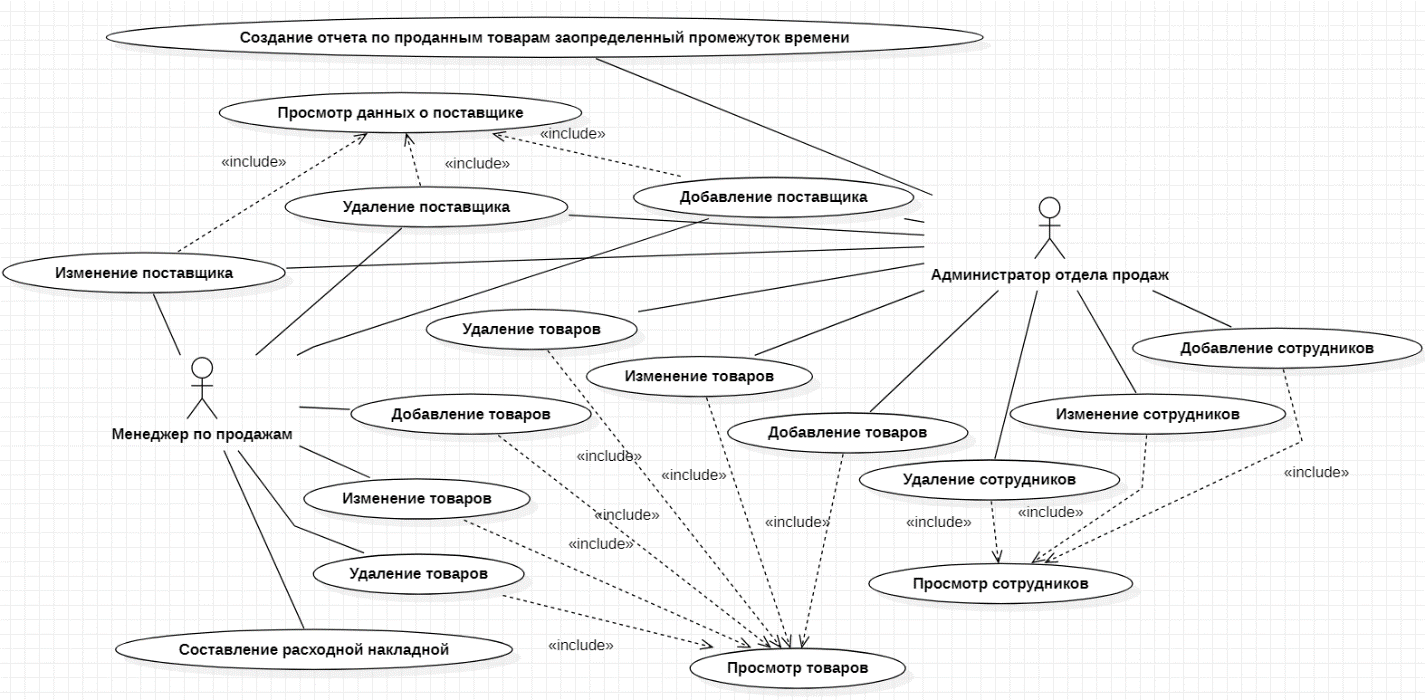 Создание отчета по проданным товарам заопределенный промежуток времени
Просмотр данных о поставщике
«include»
«include»
«include»
Удаление поставщика
Добавление поставщика
Изменение поставщика
Администратор отдела продаж
Удаление товаров
Добавление сотрудников
Изменение товаров
Добавление товаров
Изменение сотрудников
Менеджер по продажам
Добавление товаров
«include»
«include»
«include»
Удаление сотрудников
Изменение товаров
«include»
«include»
«include»
«include»
«include»
Удаление товаров
Просмотр сотрудников
«include»
Составление расходной накладной
Просмотр товаров